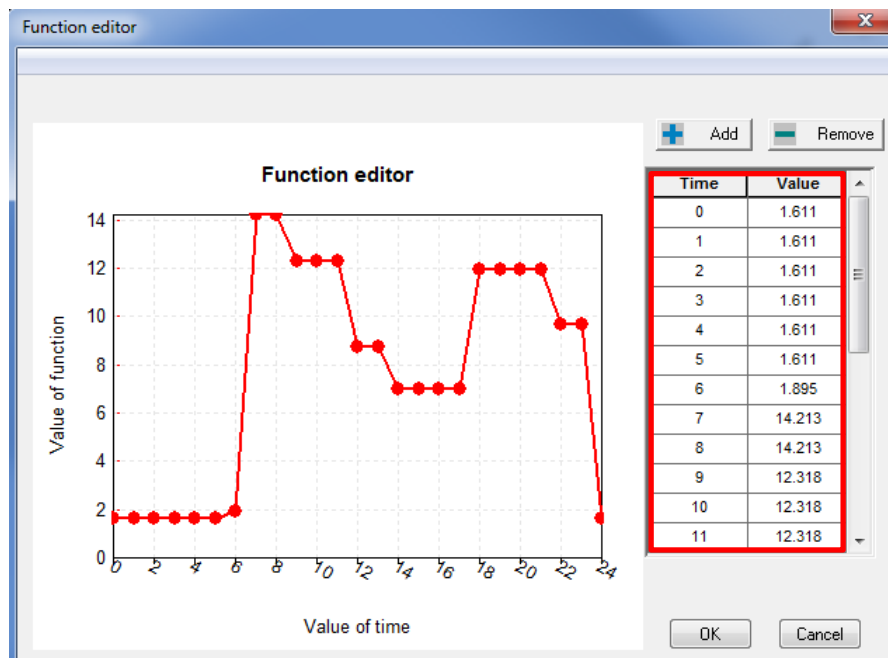 Function editor
X
Add
Remove
Function editor
Value of function
14
12
10
8
6
4
2
0
0 2 4 6 8 10 12 14 16 18 20 22 24
Value of time
Time Value
0 1.611
1 1.611
2 1.611
3 1.611
4 1.611
5 1.611
6 1.895
7 14.213
8 14.213
9 12.318
10 12.318
11 12.318
OK
Cancel